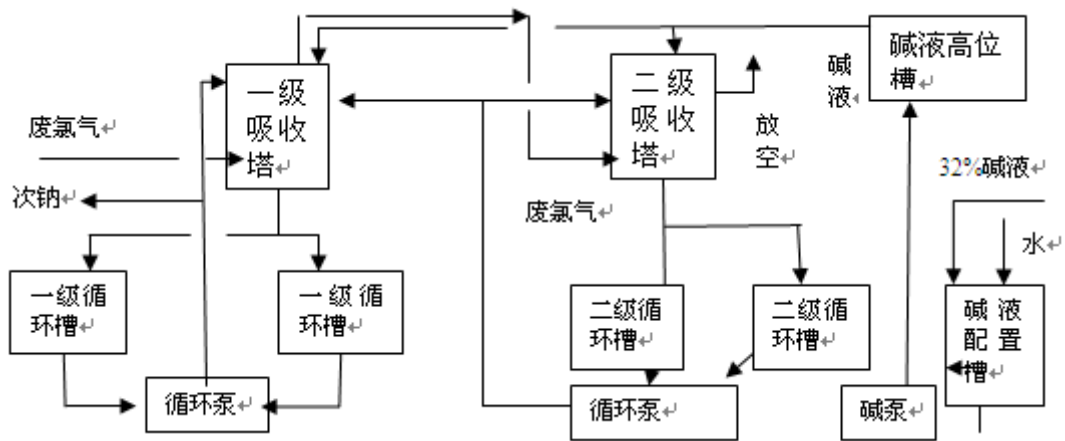 一级
吸收
塔
二级
吸收
塔
碱液高位
槽
碱
液
放
空
废氯气
次钠
废氯气
32%碱液
水
一级循
环槽
一级循
环槽
二级循
环槽
二级循
环槽
碱液
配置
槽
循环泵
循环泵
碱泵